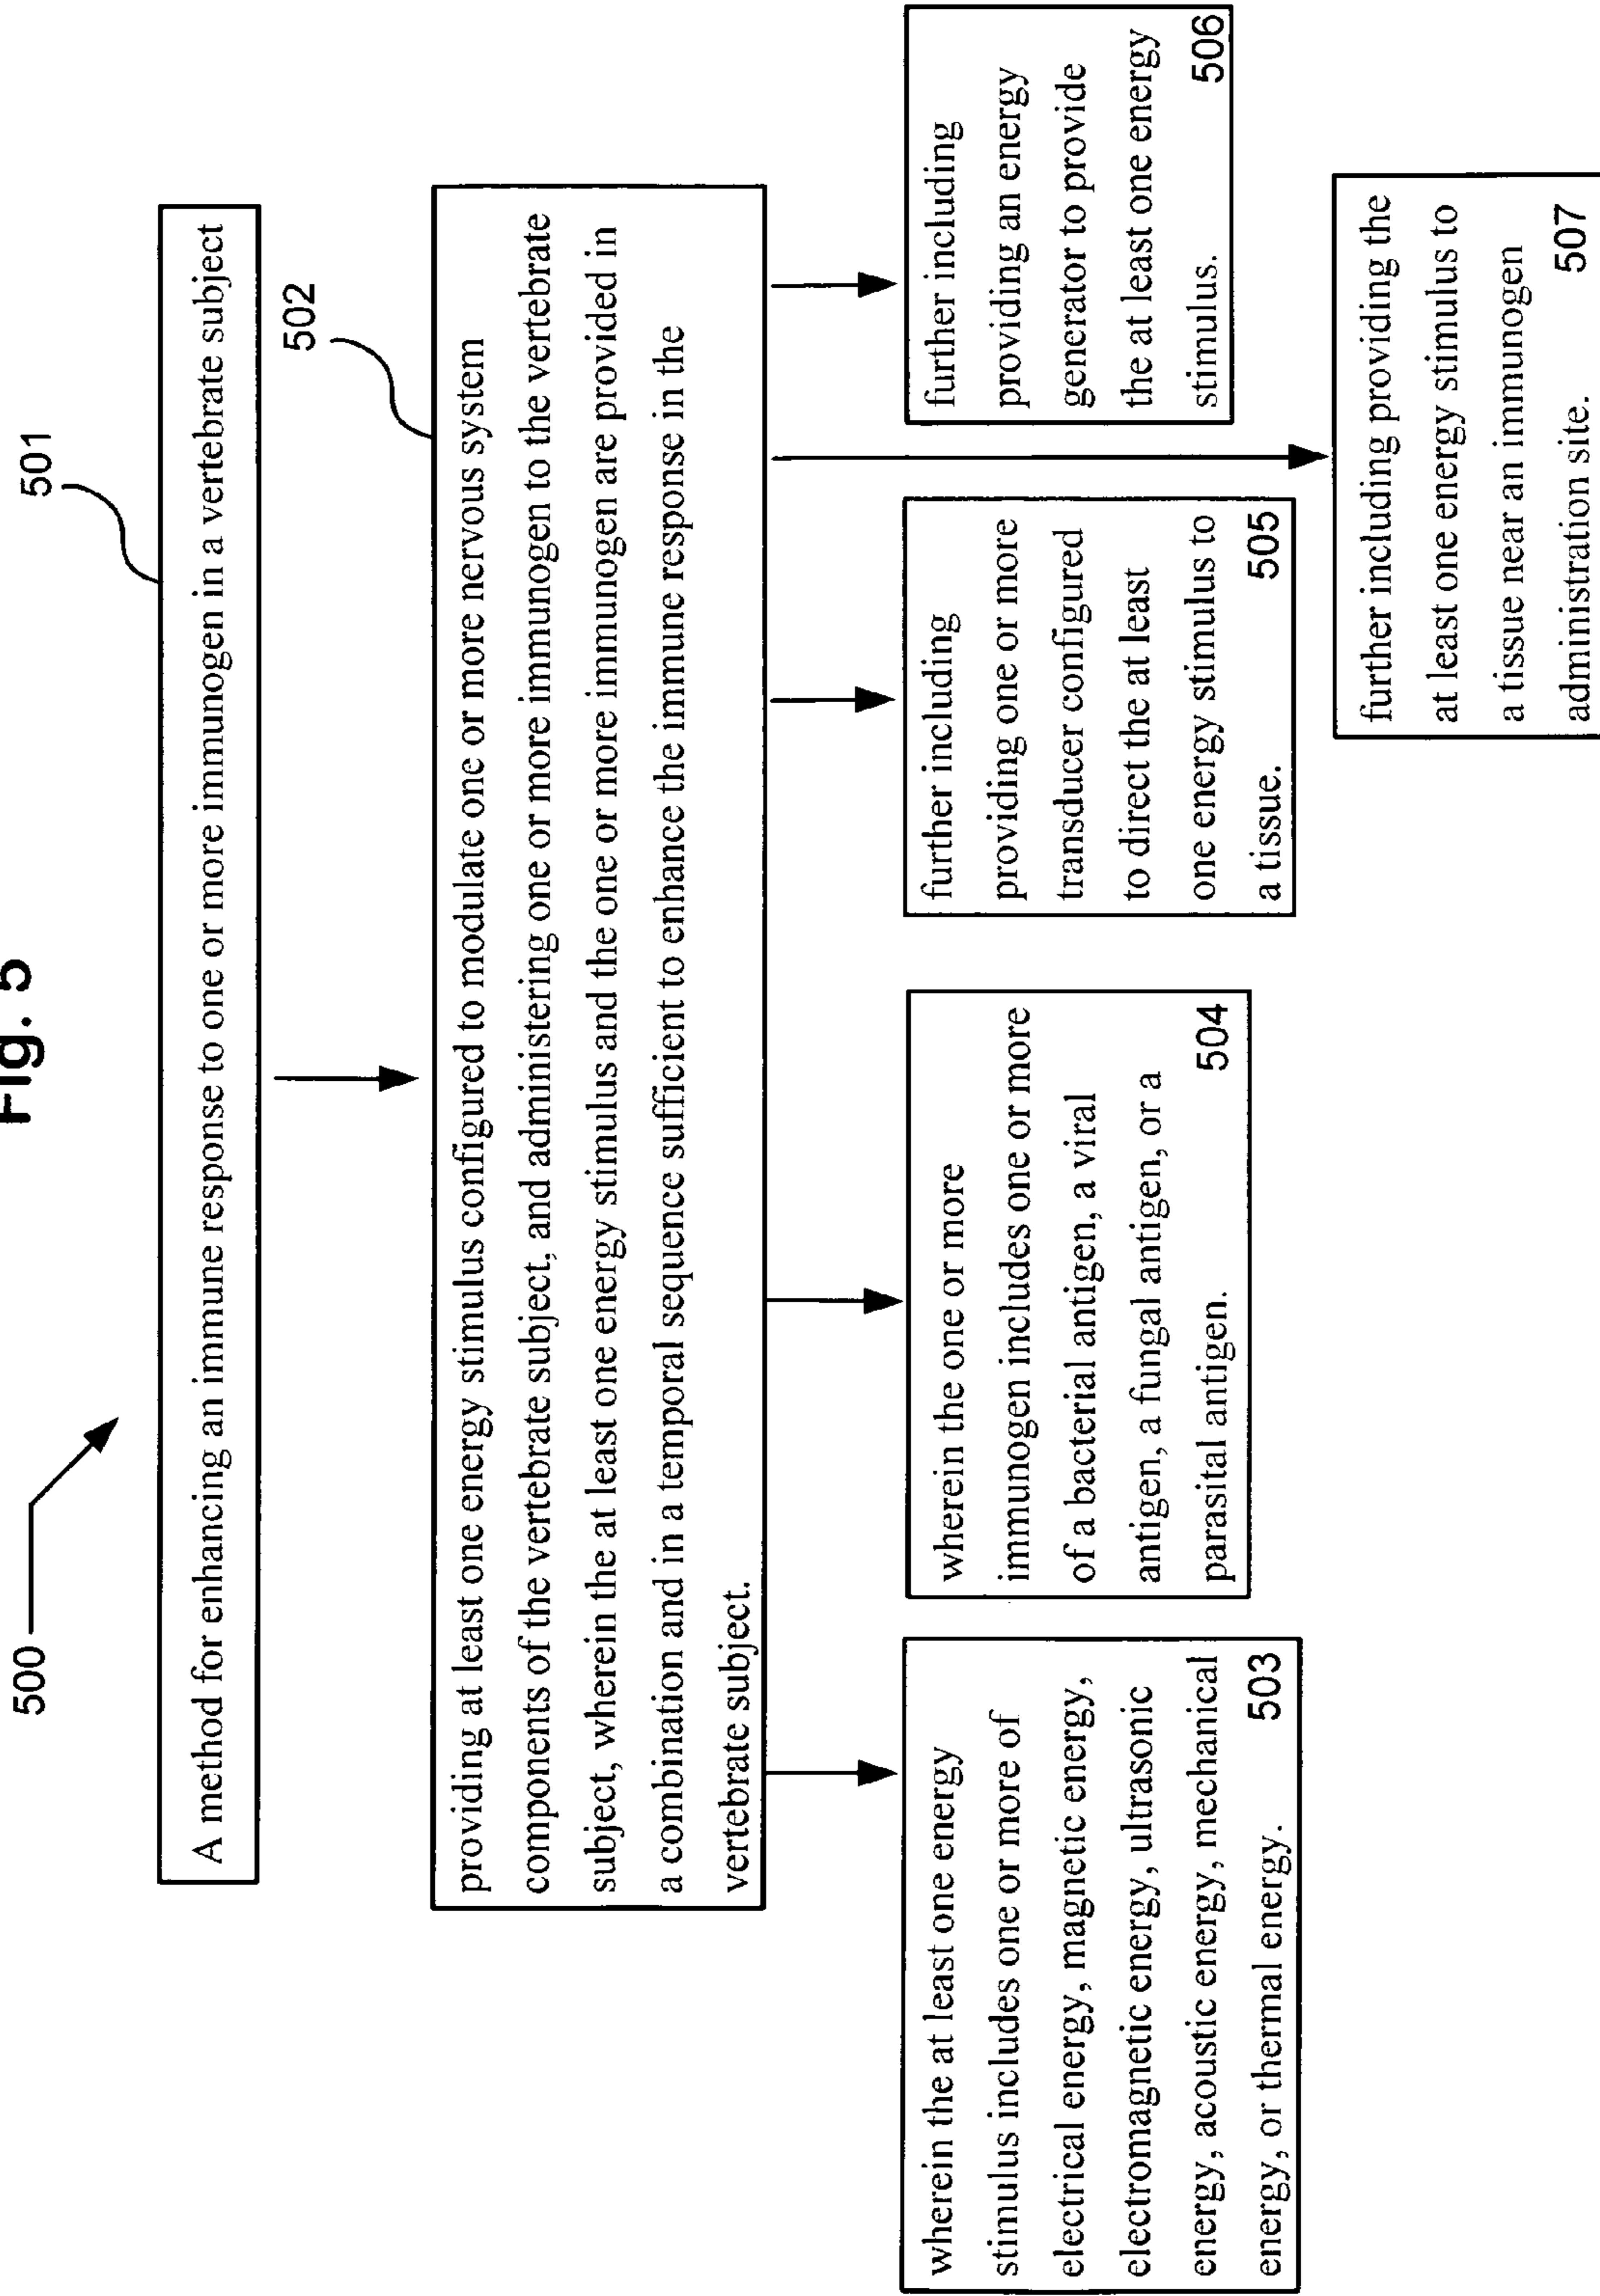 Fig. 5
500
501
A method for enhancing an immune response to one or more immunogen in a vertebrate subject
502
providing at least one energy stimulus configured to modulate one or more nervous system
components of the vertebrate subject, and administering one or more immunogen to the vertebrate
subject, wherein the at least one energy stimulus and the one or more immunogen are provided in
a combination and in a temporal sequence sufficient to enhance the immune response in the
vertebrate subject.
wherein the at least one energy
stimulus includes one or more of
electrical energy, magnetic energy,
electromagnetic energy, ultrasonic
energy, acoustic energy, mechanical
energy, or thermal energy.
503
wherein the one or more
immunogen includes one or more
of a bacterial antigen, a viral
antigen, a fungal antigen, or a
parasital antigen.
504
further including
providing one or more
transducer configured
to direct the at least
one energy stimulus to
a tissue.
505
further including
providing an energy
generator to provide
the at least one energy
stimulus.
506
further including providing the
at least one energy stimulus to
a tissue near an immunogen
administration site.
507